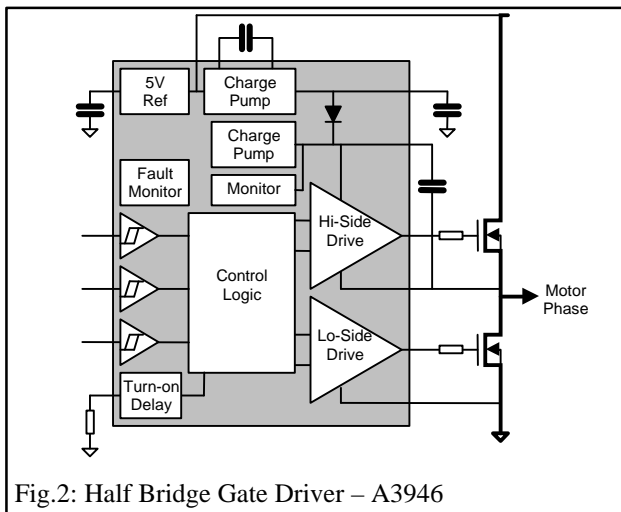 5V
Ref
Charge
Pump
Charge
Pump
Fault
Monitor
Monitor
Hi-Side
Drive
Control
Logic
Motor
Phase
Lo-Side
Drive
Turn-on
Delay
Fig.2: Half Bridge Gate Driver – A3946